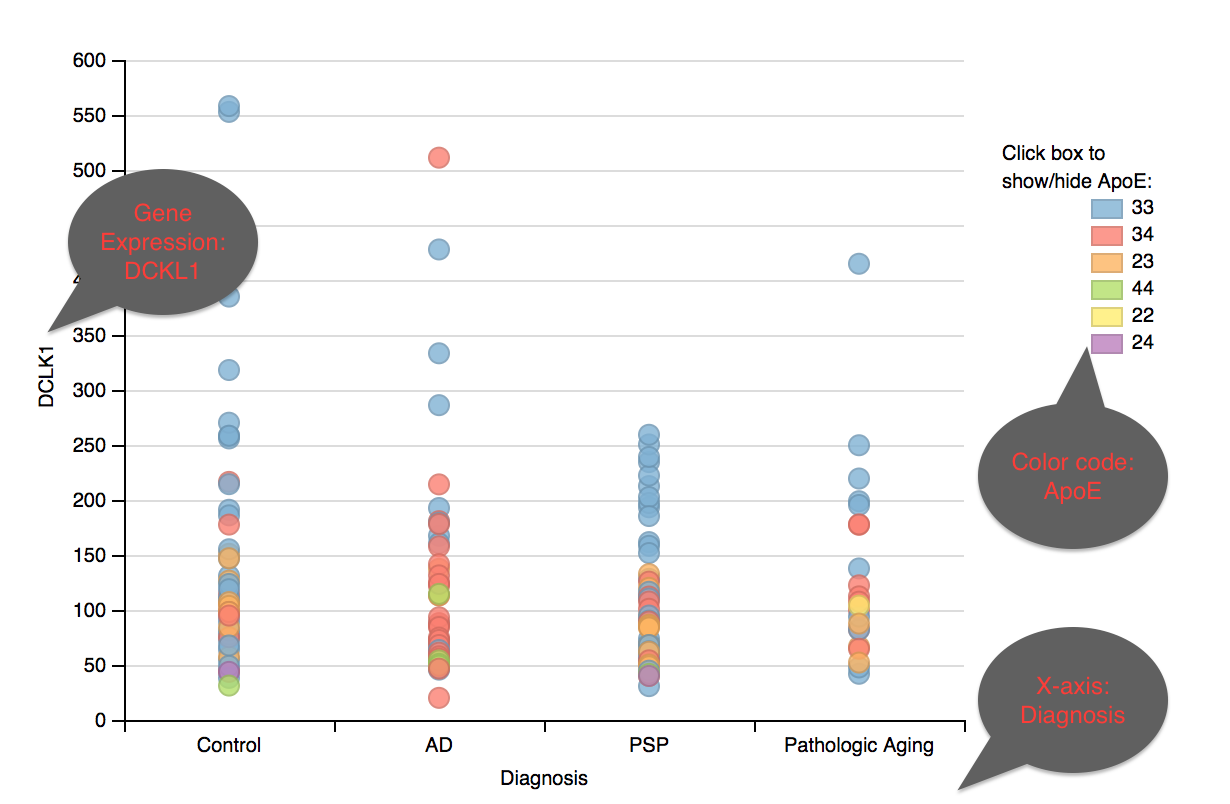 600
550
500
4
350
300
250
200
150
100
50
0
DCLK1
Gene
Expression:
DCKL1
Control
AD
PSP
Pathologic Aging
Diagnosis
Click box to
show/hide ApoE:
33
34
23
44
22
24
Color code:
ApoE
X-axis:
Diagnosis